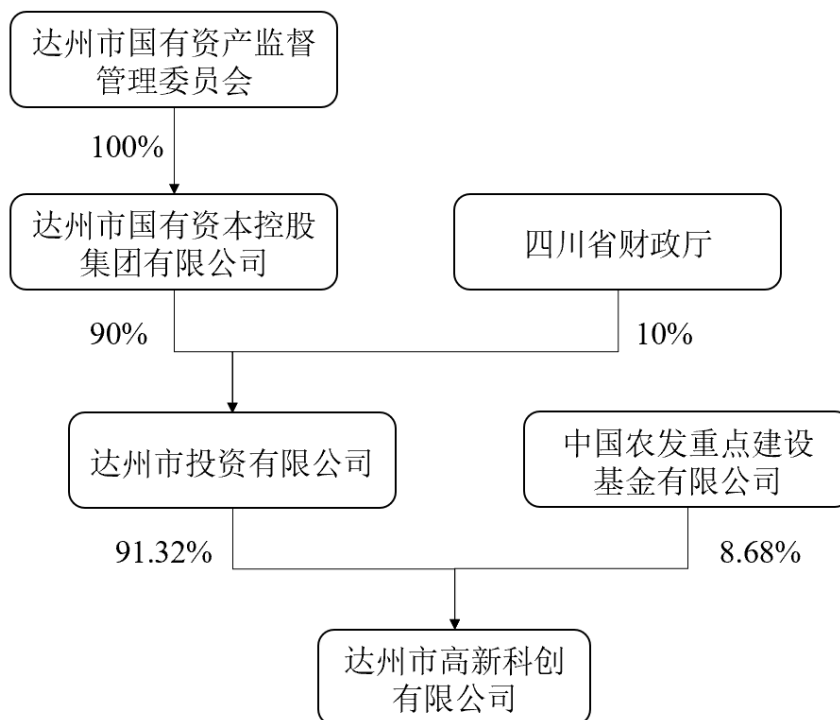 达州市国有资产监督
管理委员会
100%
达州市国有资本控股
集团有限公司
四川省财政厅
90%
10%
达州市投资有限公司
中国农发重点建设
基金有限公司
91.32%
8.68%
达州市高新科创
有限公司